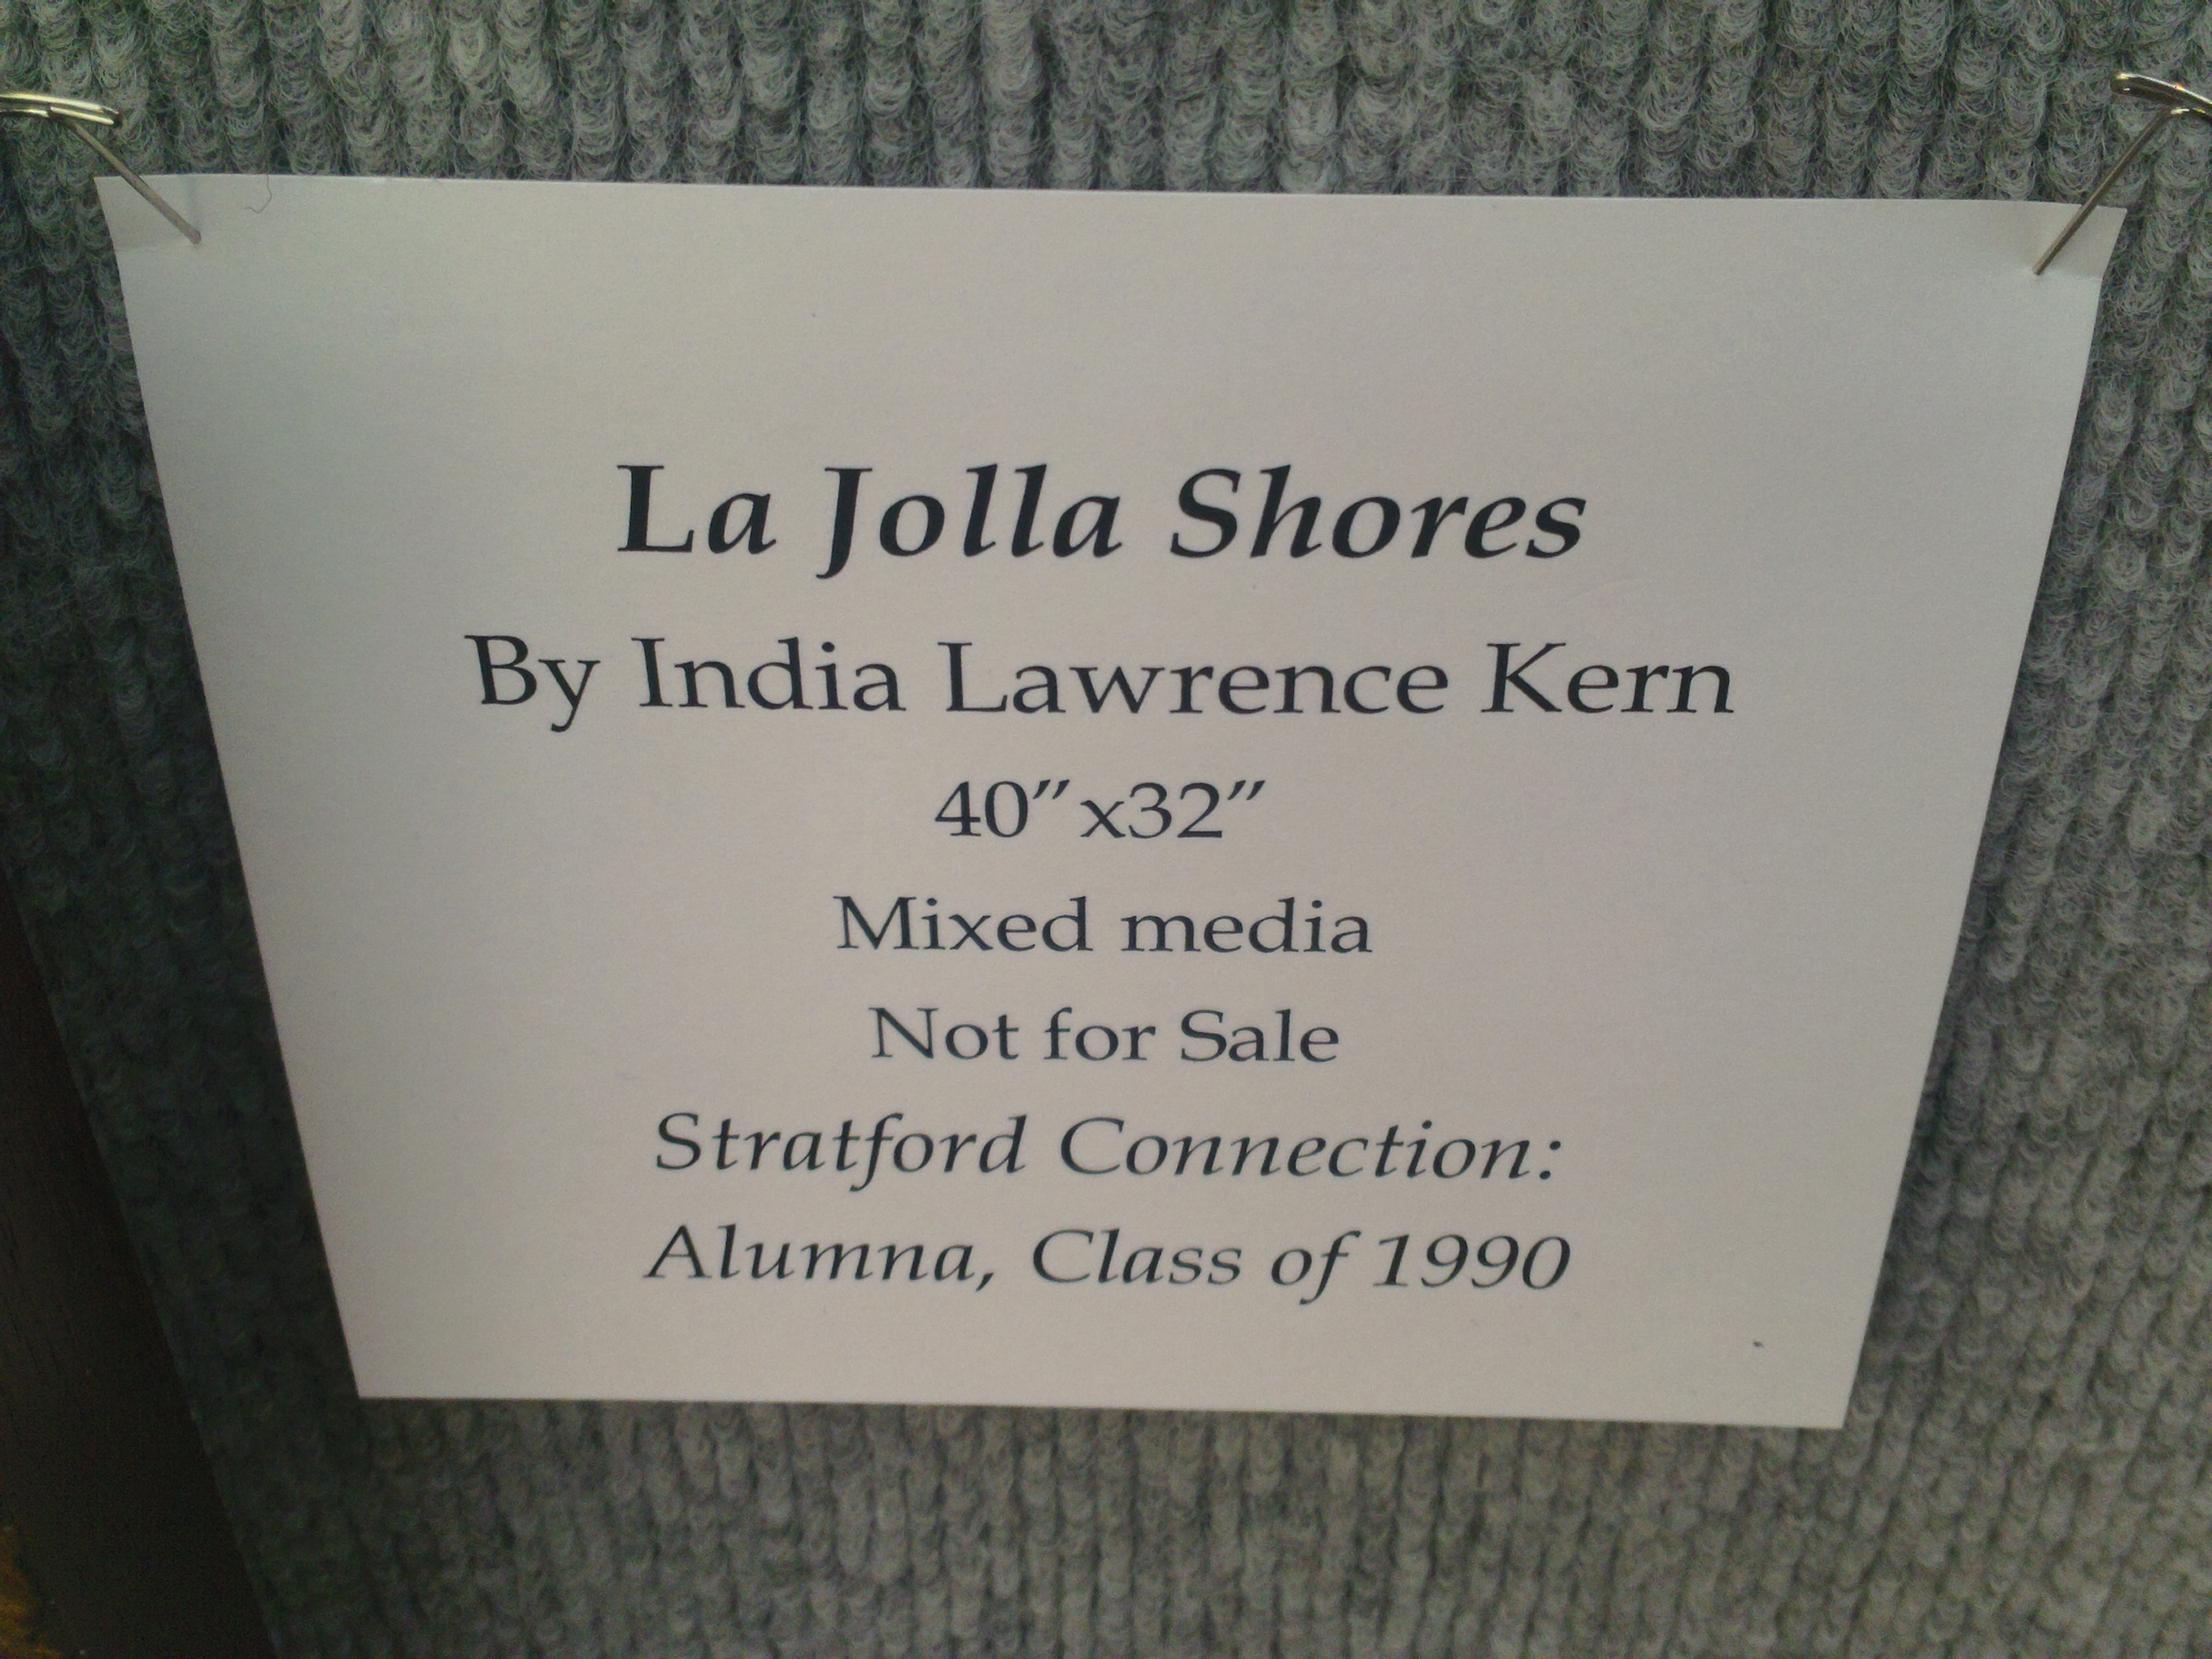 La Jolla Shores
By India Lawrence Kern
40”x32”
Mixed media
Not for Sale
Stratford Connection:
Alumna, Class of 1990